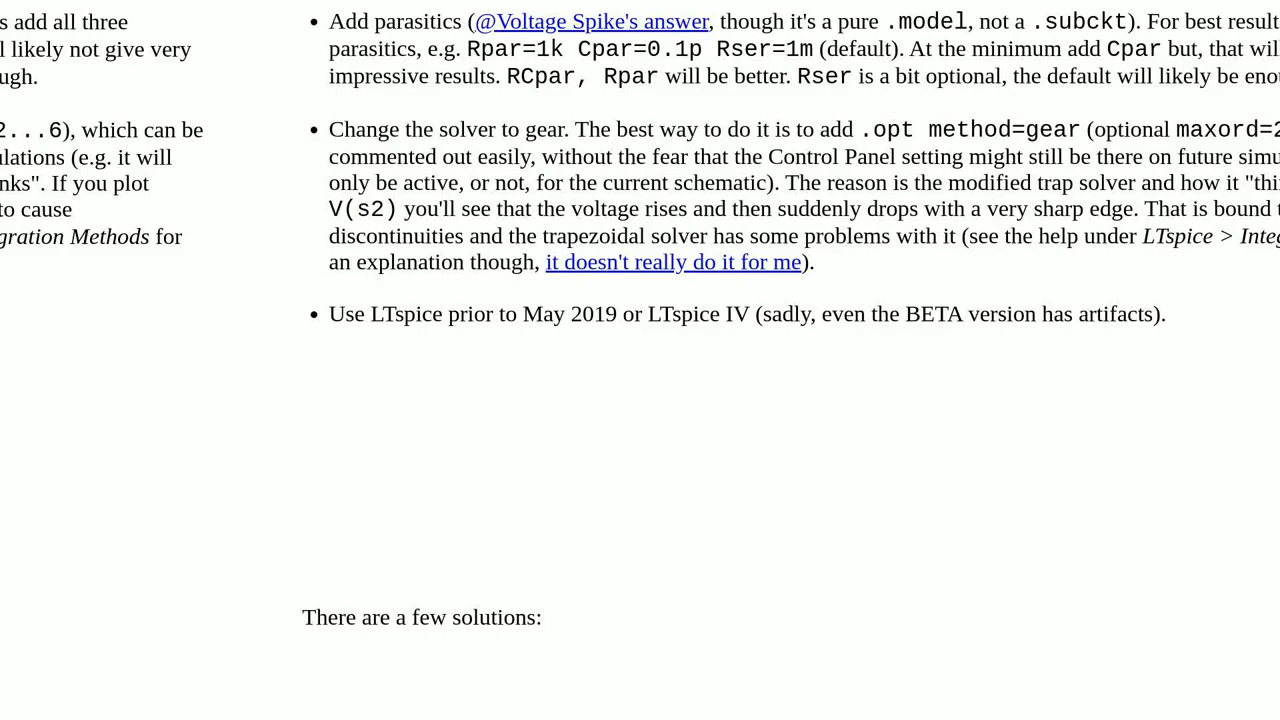 s add all three
l likely not give very
ugh.
2...6), which can be
lations (e.g. it will
nks". If you plot
to cause
gration Methods for
• Add parasitics (@Voltage Spike's answer, though it's a pure .model, not a .subckt). For best result
parasitics, e.g. Rpar=1k Cpar=0.1p Rser=1m (default). At the minimum add Cpar but, that wil
impressive results. RCpar, Rpar will be better. Rser is a bit optional, the default will likely be eno
• Change the solver to gear. The best way to do it is to add .opt method=gear (optional maxord=2
commented out easily, without the fear that the Control Panel setting might still be there on future simu
only be active, or not, for the current schematic). The reason is the modified trap solver and how it "thi
V(s2) you'll see that the voltage rises and then suddenly drops with a very sharp edge. That is bound t
discontinuities and the trapezoidal solver has some problems with it (see the help under LTspice > Integ
an explanation though, it doesn't really do it for me).
• Use LTspice prior to May 2019 or LTspice IV (sadly, even the BETA version has artifacts).
There are a few solutions: